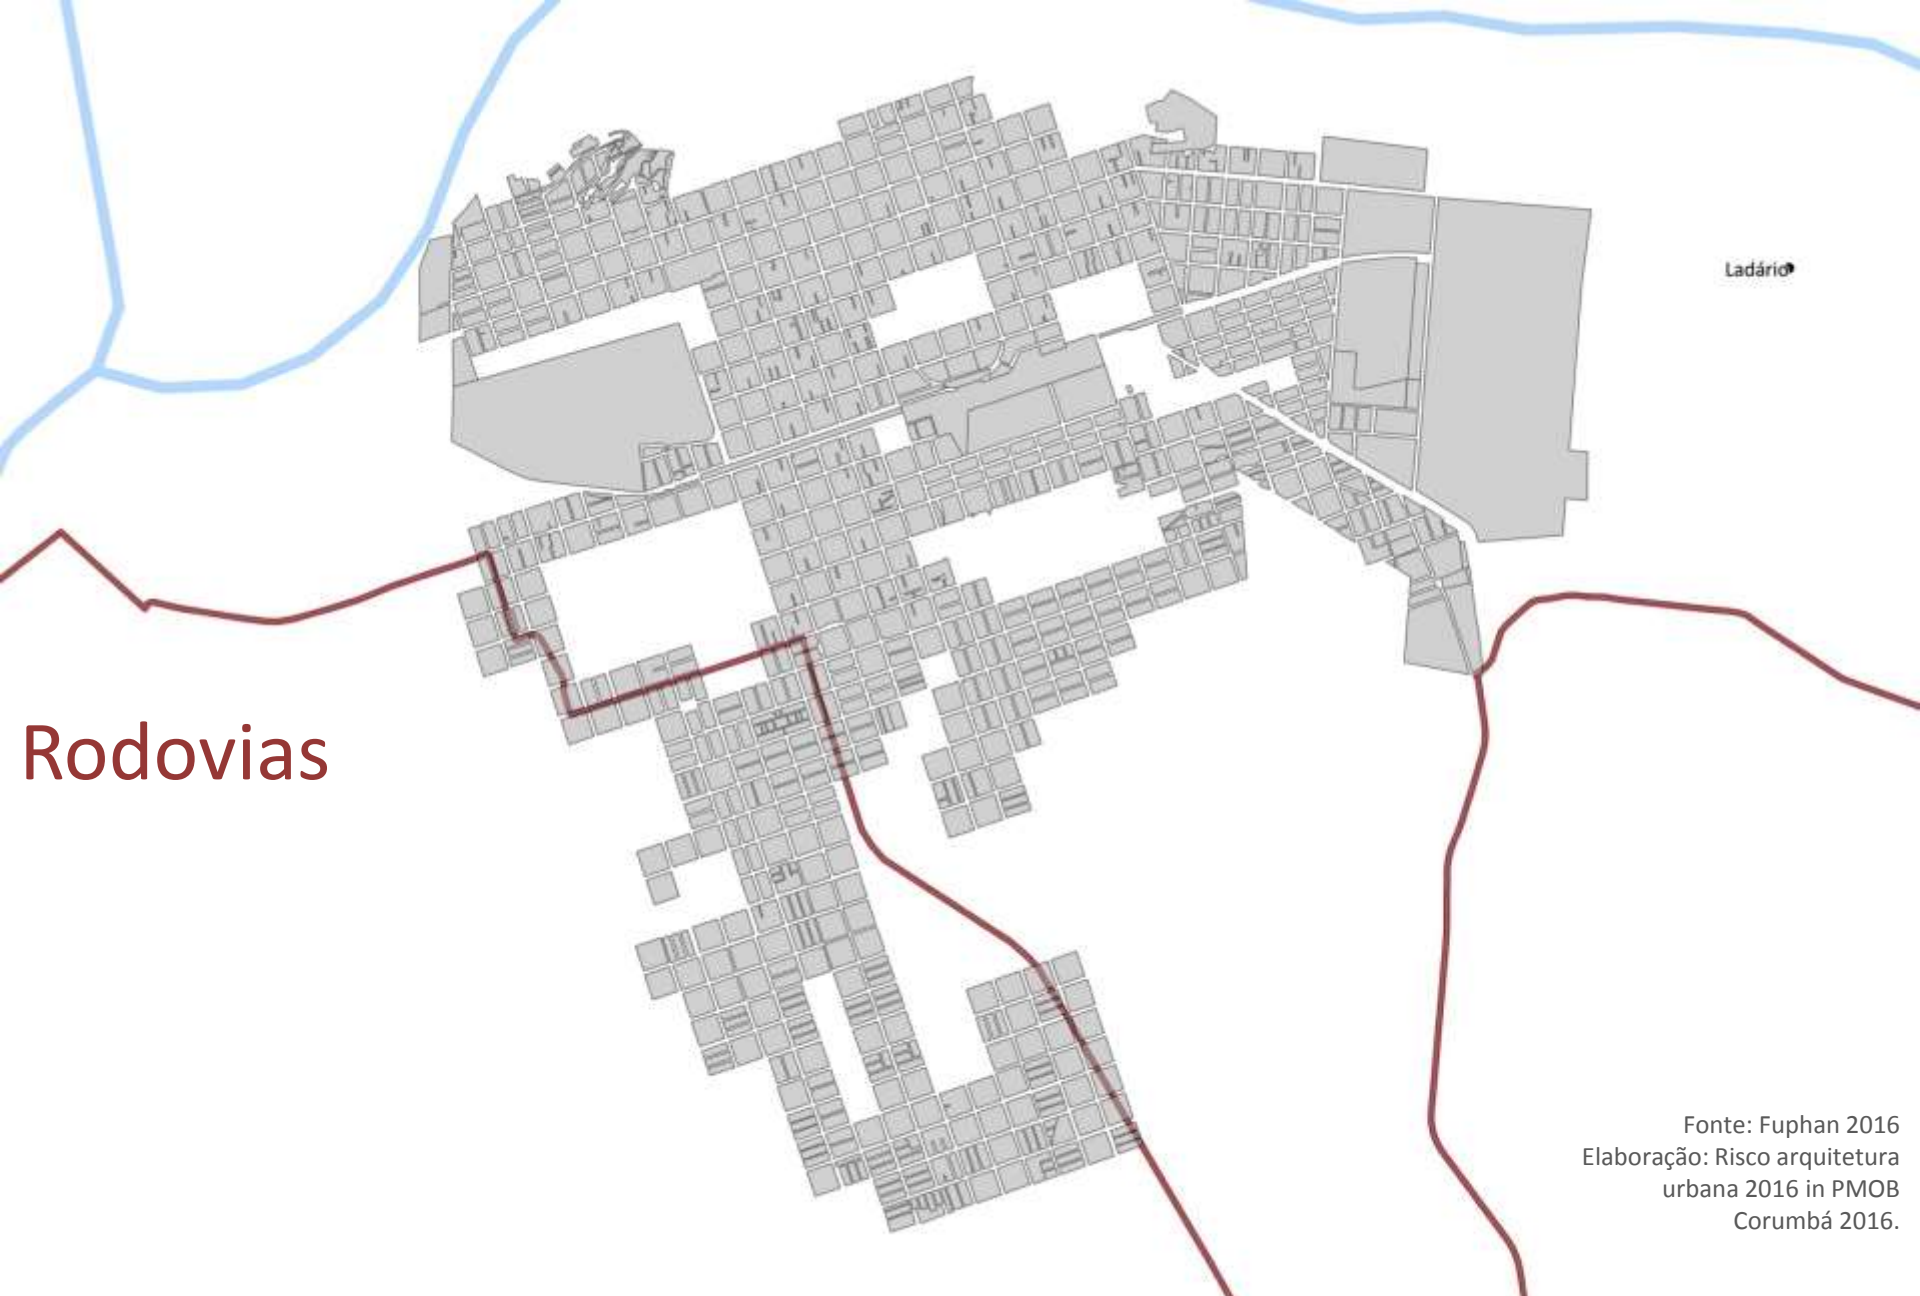 Ladário
Rodovias
Fonte: Fuphan 2016
Elaboração: Risco arquitetura
urbana 2016 in PMOB
Corumbá 2016.